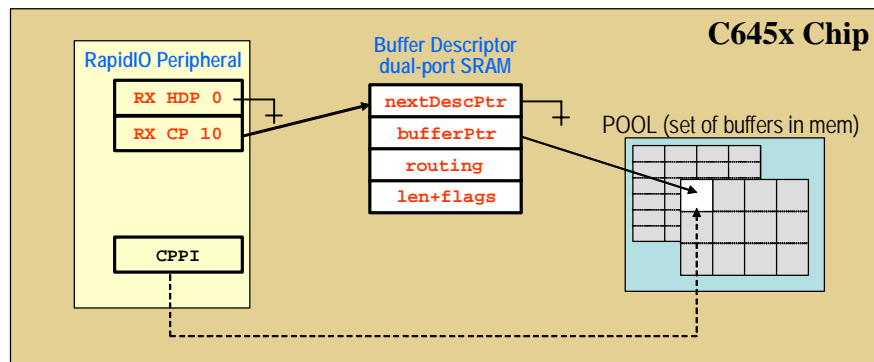 C645x Chip
RapidIO Peripheral
RX HDP 0
RX CP 10
CPPI
Buffer Descriptor
dual-port SRAM
nextDescPtr
bufferPtr
routing
len+flags
POOL (set of buffers in mem)